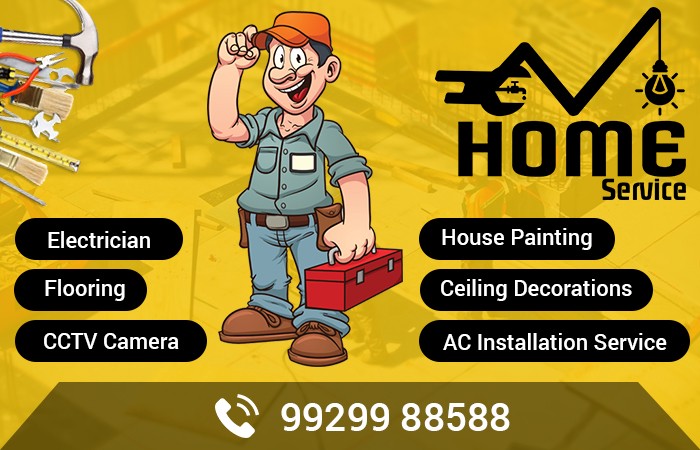 HOME
Service
Electrician
Flooring
CCTV Camera
House Painting
Ceiling Decorations
AC Installation Service
99299 88588